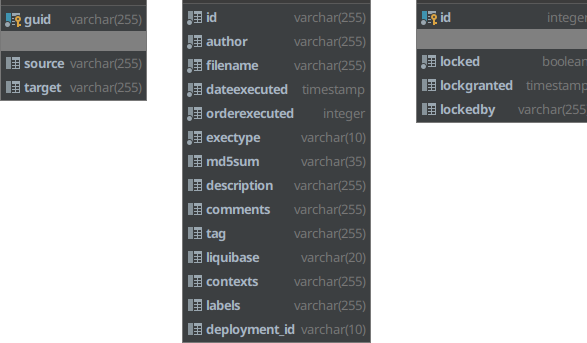 guid varchar(255)
source varchar(255)
target varchar(255)
id varchar(255)
author varchar(255)
filename varchar(255)
dateexecuted timestamp
orderexecuted integer
exectype varchar(10)
md5sum varchar(35)
description varchar(255)
comments varchar(255)
tag varchar(255)
liquibase varchar(20)
contexts varchar(255)
labels varchar(255)
deployment_id varchar(10)
id integer
locked boolean
lockgranted timestamp
lockedby varchar(255